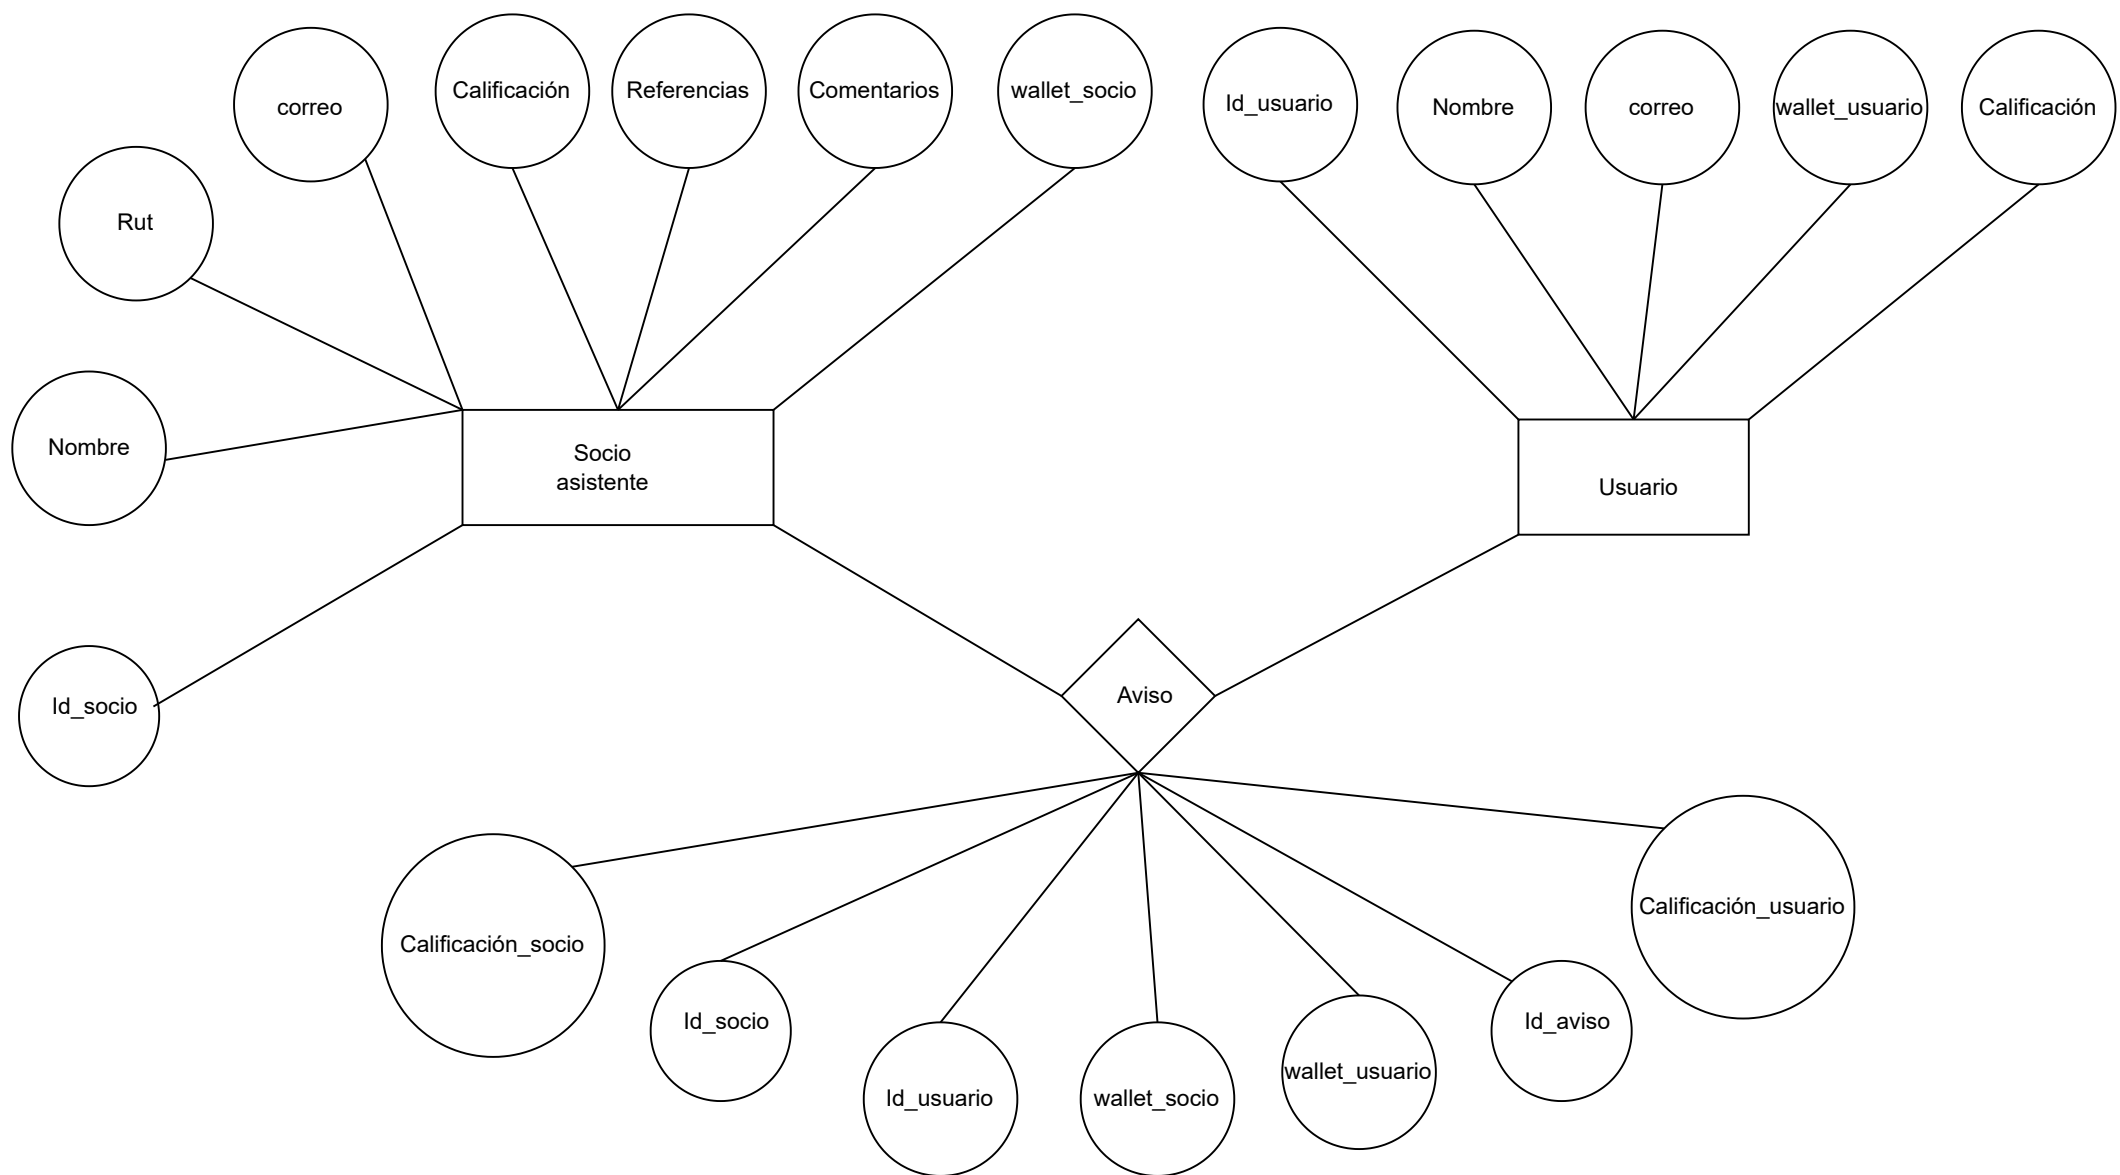 correo
Calificación
Referencias
Comentarios
wallet_socio
Id_usuario
Nombre
correo
wallet_usuario
Calificación
Rut
Nombre
Socio
asistente
Usuario
Id_socio
Aviso
Calificación_socio
Id_socio
Id_usuario
wallet_socio
wallet_usuario
Id_aviso
Calificación_usuario